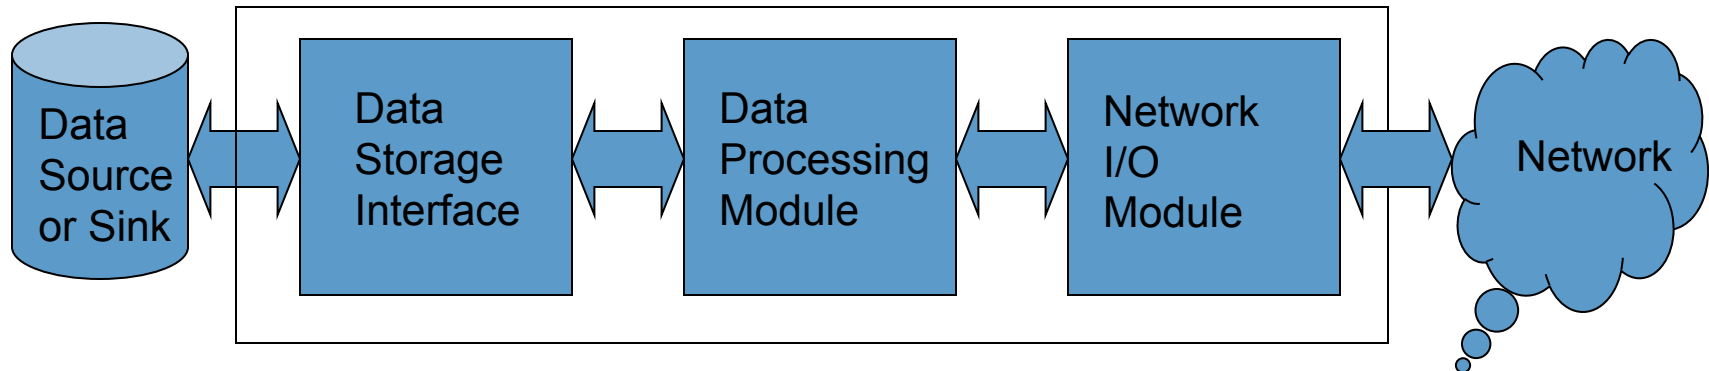 Data
Source
or Sink
Data
Storage
Interface
Data
Processing
Module
Network
I/O
Module
Network